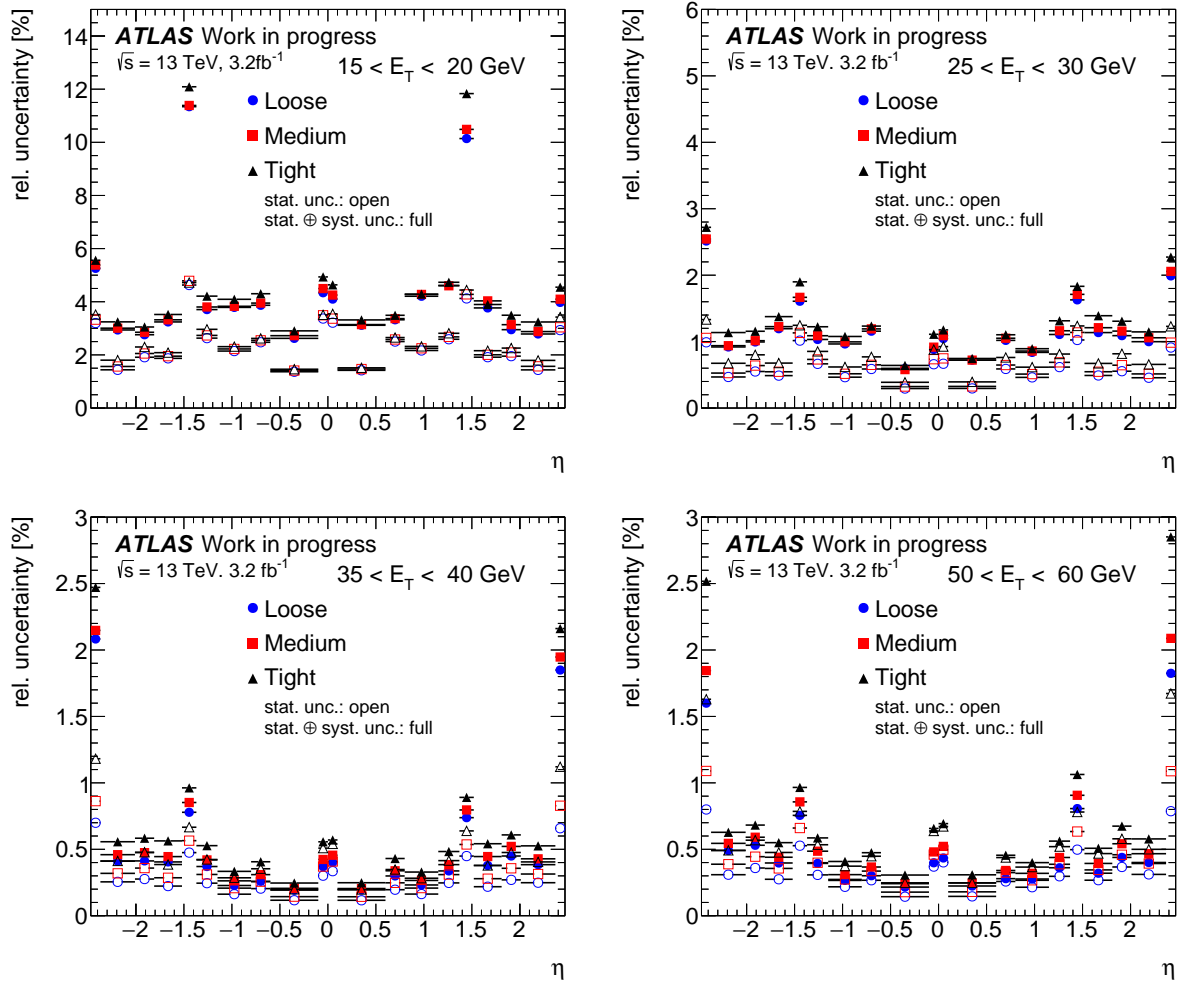 rel. uncertainty [%]
14
12
10
8
6
4
2
0
ATLAS Work in progress
√s = 13 TeV, 3.2fb⁻¹
15 < E_T < 20 GeV
Loose
Medium
Tight
stat. unc.: open
stat. ⊕ syst. unc.: full
−2 −1.5 −1 −0.5 0 0.5 1 1.5 2
η
rel. uncertainty [%]
6
5
4
3
2
1
0
ATLAS Work in progress
√s = 13 TeV. 3.2 fb⁻¹
25 < E_T < 30 GeV
Loose
Medium
Tight
stat. unc.: open
stat. ⊕ syst. unc.: full
−2 −1.5 −1 −0.5 0 0.5 1 1.5 2
η
rel. uncertainty [%]
3
2.5
2
1.5
1
0.5
0
ATLAS Work in progress
√s = 13 TeV. 3.2 fb⁻¹
35 < E_T < 40 GeV
Loose
Medium
Tight
stat. unc.: open
stat. ⊕ syst. unc.: full
−2 −1.5 −1 −0.5 0 0.5 1 1.5 2
η
rel. uncertainty [%]
3
2.5
2
1.5
1
0.5
0
ATLAS Work in progress
√s = 13 TeV. 3.2 fb⁻¹
50 < E_T < 60 GeV
Loose
Medium
Tight
stat. unc.: open
stat. ⊕ syst. unc.: full
−2 −1.5 −1 −0.5 0 0.5 1 1.5 2
η